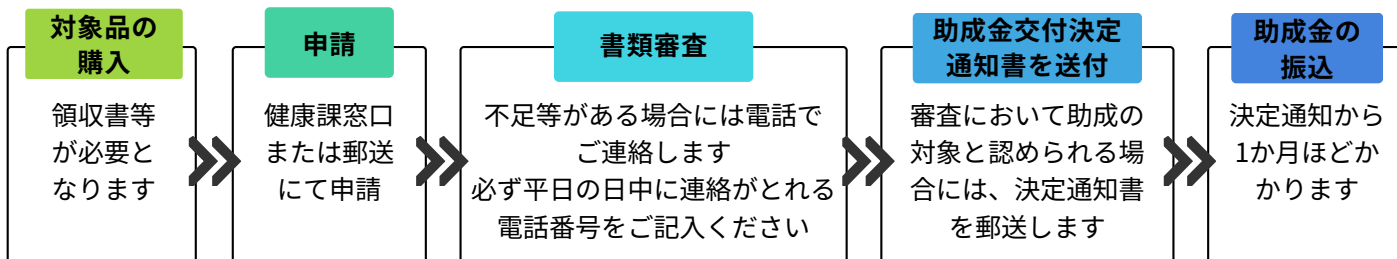 対象品の
購入
領収書等
が必要と
なります
申請
健康課窓口
または郵送
にて申請
書類審査
不足等がある場合には電話で
ご連絡します
必ず平日の日中に連絡がとれる
電話番号をご記入ください
助成金交付決定
通知書を送付
審査において助成の
対象と認められる場
合には、決定通知書
を郵送します
助成金の
振込
決定通知から
1か月ほどか
かります